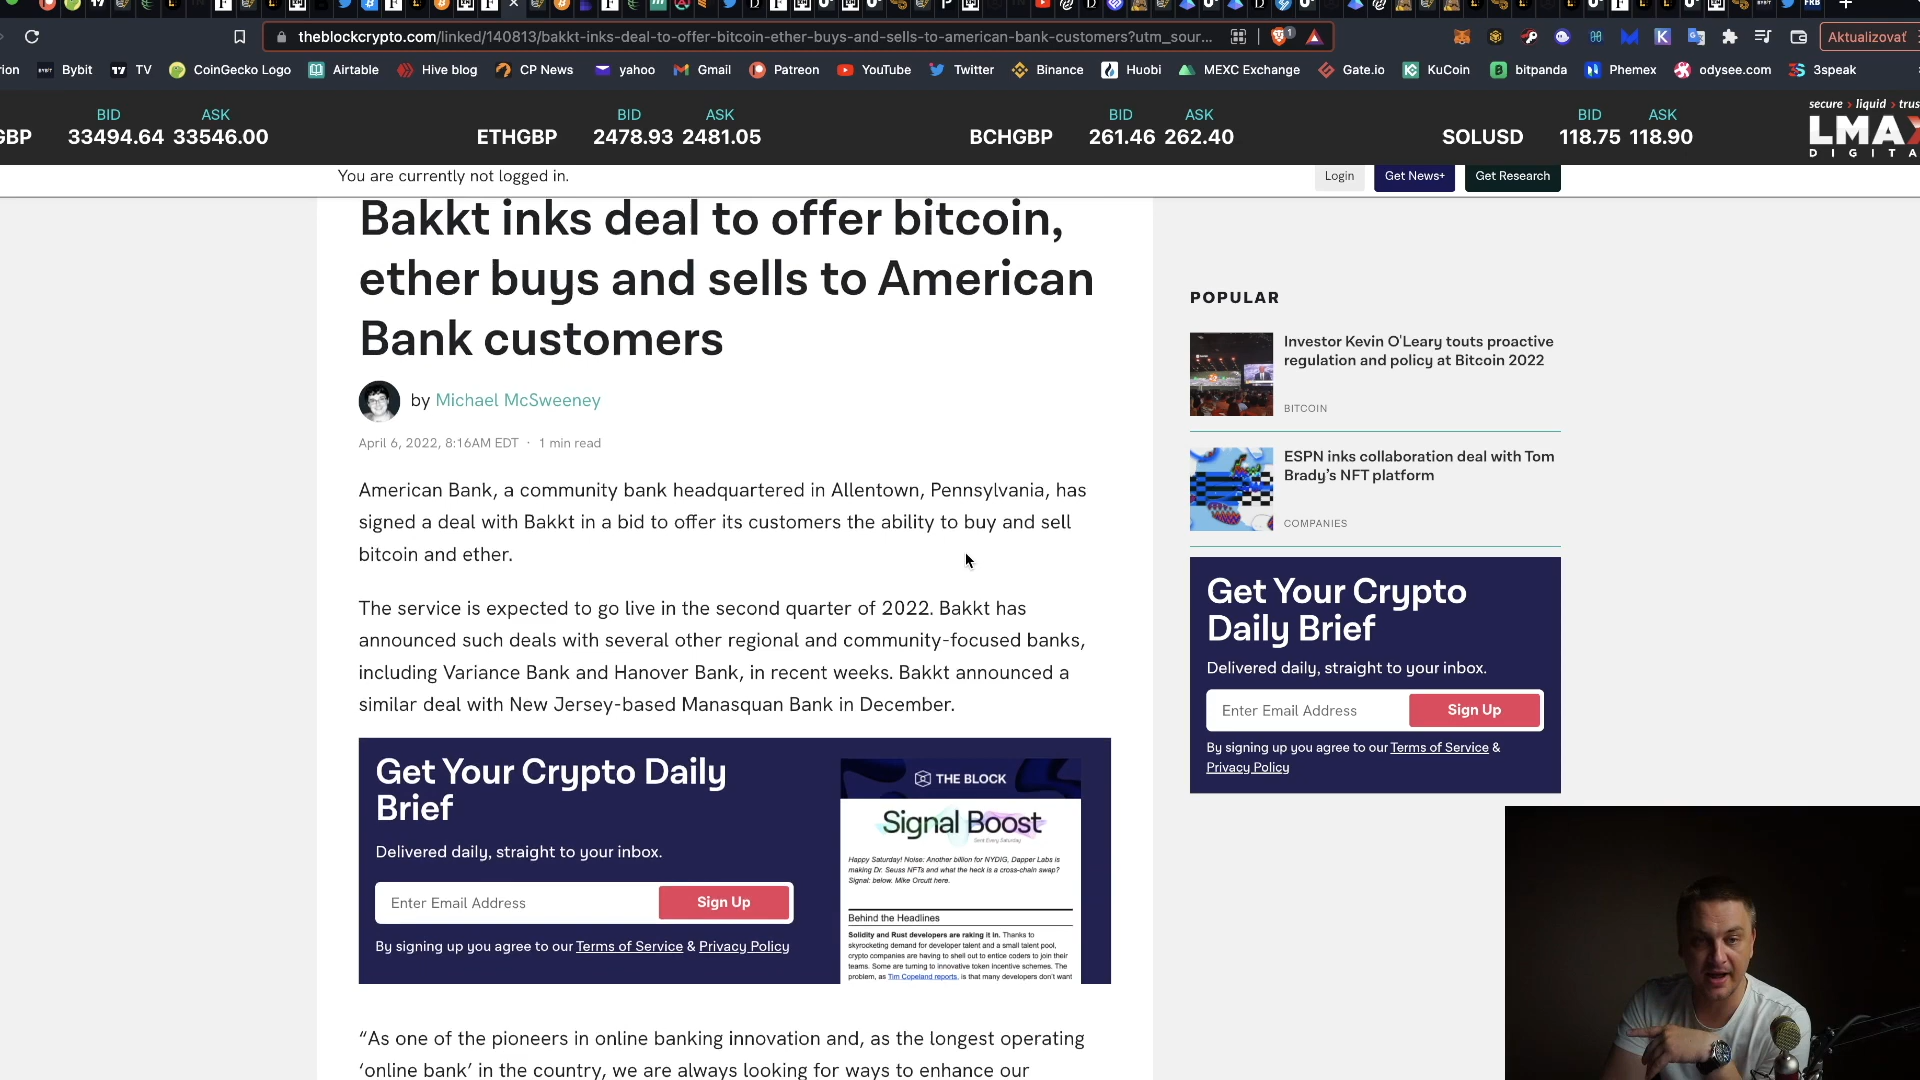 theblockcrypto.com/linked/140813/bakkt-inks-deal-to-offer-bitcoin-ether-buys-and-sells-to-american-bank-customers?utm_sour...
Aktualizovať
rion Bybit TV CoinGecko Logo Airtable Hive blog CP News yahoo Gmail Patreon YouTube Twitter Binance Huobi MEXC Exchange Gate.io KuCoin bitpanda Phemex odysee.com 3speak
BID ASK BID ASK BID ASK BID ASK
GBP 33494.64 33546.00 ETHGBP 2478.93 2481.05 BCHGBP 261.46 262.40 SOLUSD 118.75 118.90
secure › liquid › trus
LMAX
DIGITA
You are currently not logged in.
Login Get News+ Get Research
Bakkt inks deal to offer bitcoin,
ether buys and sells to American
Bank customers
by Michael McSweeney
April 6, 2022, 8:16AM EDT · 1 min read
American Bank, a community bank headquartered in Allentown, Pennsylvania, has
signed a deal with Bakkt in a bid to offer its customers the ability to buy and sell
bitcoin and ether.
The service is expected to go live in the second quarter of 2022. Bakkt has
announced such deals with several other regional and community-focused banks,
including Variance Bank and Hanover Bank, in recent weeks. Bakkt announced a
similar deal with New Jersey-based Manasquan Bank in December.
Get Your Crypto Daily
Brief
Delivered daily, straight to your inbox.
Enter Email Address Sign Up
By signing up you agree to our Terms of Service & Privacy Policy
THE BLOCK
Signal Boost
Sent Every Saturday
Happy Saturday! Noise: Another billion for NYDIG, Dapper Labs is
making Dr. Seuss NFTs and what the heck is a cross-chain swap?
Signal: below. Mike Orcutt here.
Behind the Headlines
Solidity and Rust developers are raking it in. Thanks to
skyrocketing demand for developer talent and a small talent pool,
crypto companies are having to shell out to entice coders to join their
teams. Some are turning to innovative token incentive schemes. The
problem, as Tim Copeland reports, is that many developers don't want
“As one of the pioneers in online banking innovation and, as the longest operating
‘online bank’ in the country, we are always looking for ways to enhance our
POPULAR
Investor Kevin O'Leary touts proactive
regulation and policy at Bitcoin 2022
BITCOIN
ESPN inks collaboration deal with Tom
Brady’s NFT platform
COMPANIES
Get Your Crypto
Daily Brief
Delivered daily, straight to your inbox.
Enter Email Address Sign Up
By signing up you agree to our Terms of Service &
Privacy Policy